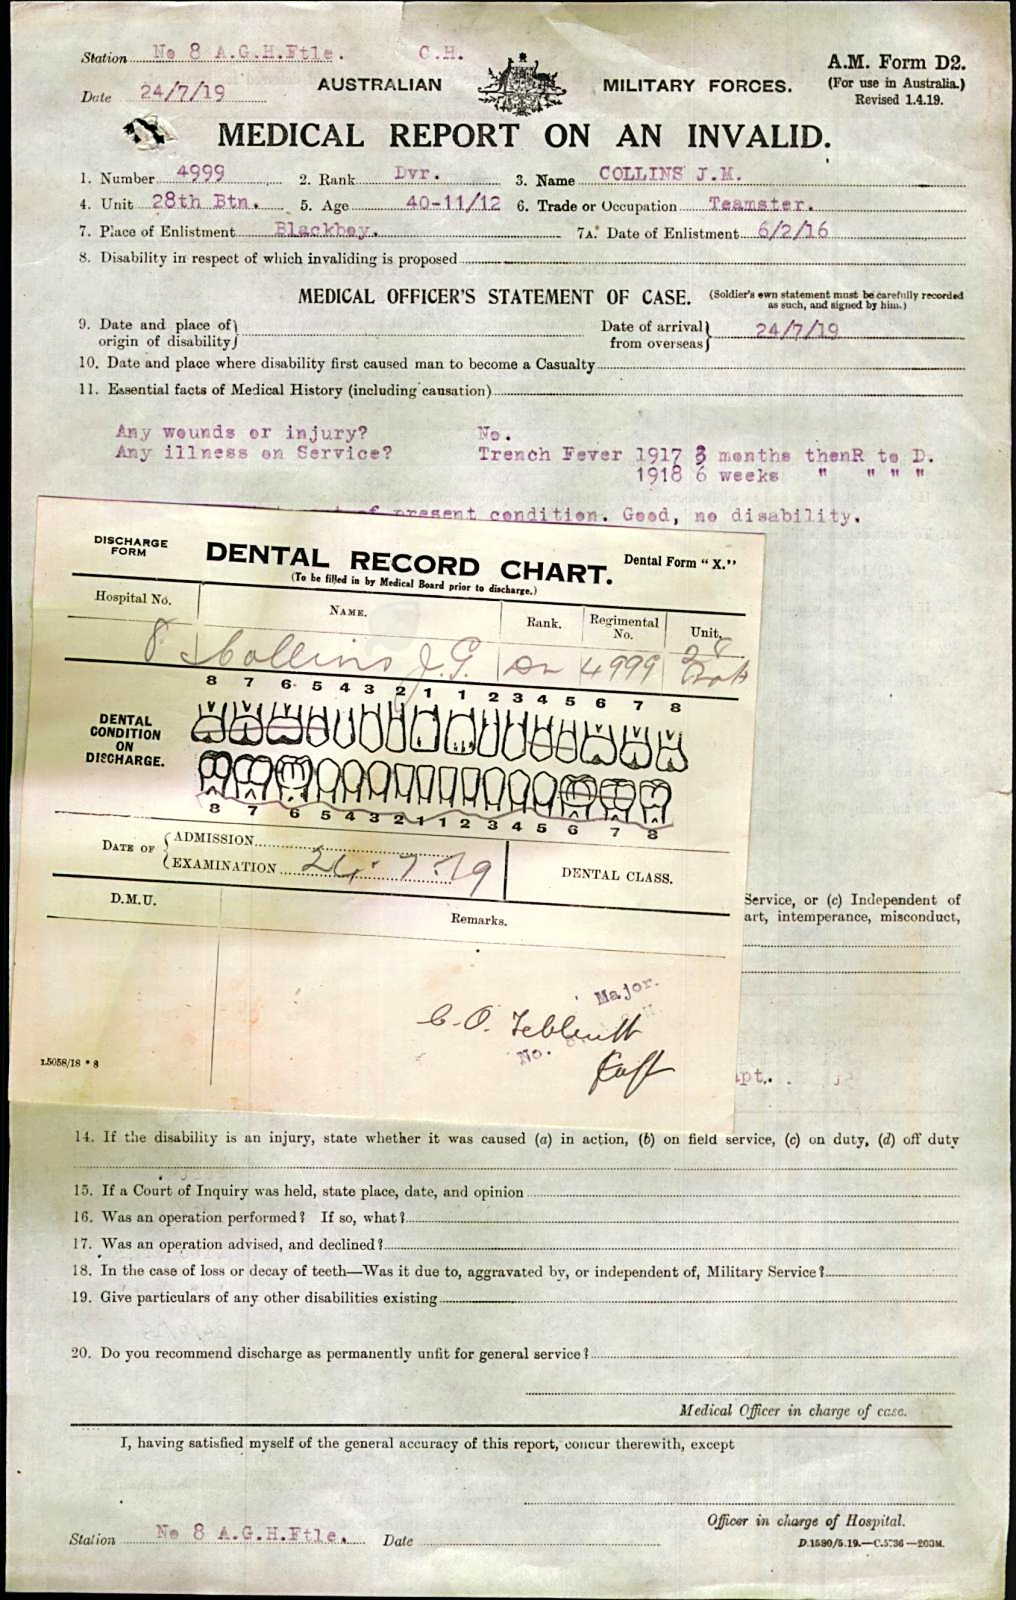 Station No 8 A.G.H.Ftle. C.H.
A.M. Form D2.
(For use in Australia.)
Revised 1.4.19.
Date 24/7/19
AUSTRALIAN MILITARY FORCES.
MEDICAL REPORT ON AN INVALID.
1. Number 4999 2. Rank Dvr. 3. Name COLLINS J.M.
4. Unit 28th Btn. 5. Age 40-11/12 6. Trade or Occupation Teamster.
7. Place of Enlistment Blackboy. 7A. Date of Enlistment 6/2/16
8. Disability in respect of which invaliding is proposed
MEDICAL OFFICER'S STATEMENT OF CASE. (Soldier's own statement must be carefully recorded
as such, and signed by him.)
9. Date and place of
origin of disability
Date of arrival
from overseas 24/7/19
10. Date and place where disability first caused man to become a Casualty
11. Essential facts of Medical History (including causation)
Any wounds or injury? No.
Any illness on Service? Trench Fever 1917 3 months thenR to D.
1918 6 weeks " " " "
of present condition. Good, no disability.
DISCHARGE
FORM
DENTAL RECORD CHART.
Dental Form "X."
(To be filled in by Medical Board prior to discharge.)
Hospital No. NAME. Rank. Regimental
No. Unit.
8 Collins J. G. Dr 4999 28
8 7 6 5 4 3 2 1 1 2 3 4 5 6 7 8
DENTAL
CONDITION
ON
DISCHARGE.
8 7 6 5 4 3 2 1 1 2 3 4 5 6 7 8
DATE OF
ADMISSION
EXAMINATION 24.7.19
DENTAL CLASS.
D.M.U.
Remarks.
Service, or (c) Independent of
art, intemperance, misconduct,
Major.
No.
Capt
1.5058/18 * 8
apt.
14. If the disability is an injury, state whether it was caused (a) in action, (b) on field service, (c) on duty, (d) off duty
15. If a Court of Inquiry was held, state place, date, and opinion
16. Was an operation performed? If so, what?
17. Was an operation advised, and declined?
18. In the case of loss or decay of teeth—Was it due to, aggravated by, or independent of, Military Service?
19. Give particulars of any other disabilities existing
20. Do you recommend discharge as permanently unfit for general service?
Medical Officer in charge of case.
I, having satisfied myself of the general accuracy of this report, concur therewith, except
Officer in charge of Hospital.
Station No 8 A.G.H.Ftle. Date
D.1580/5.19.—C.5736—200M.